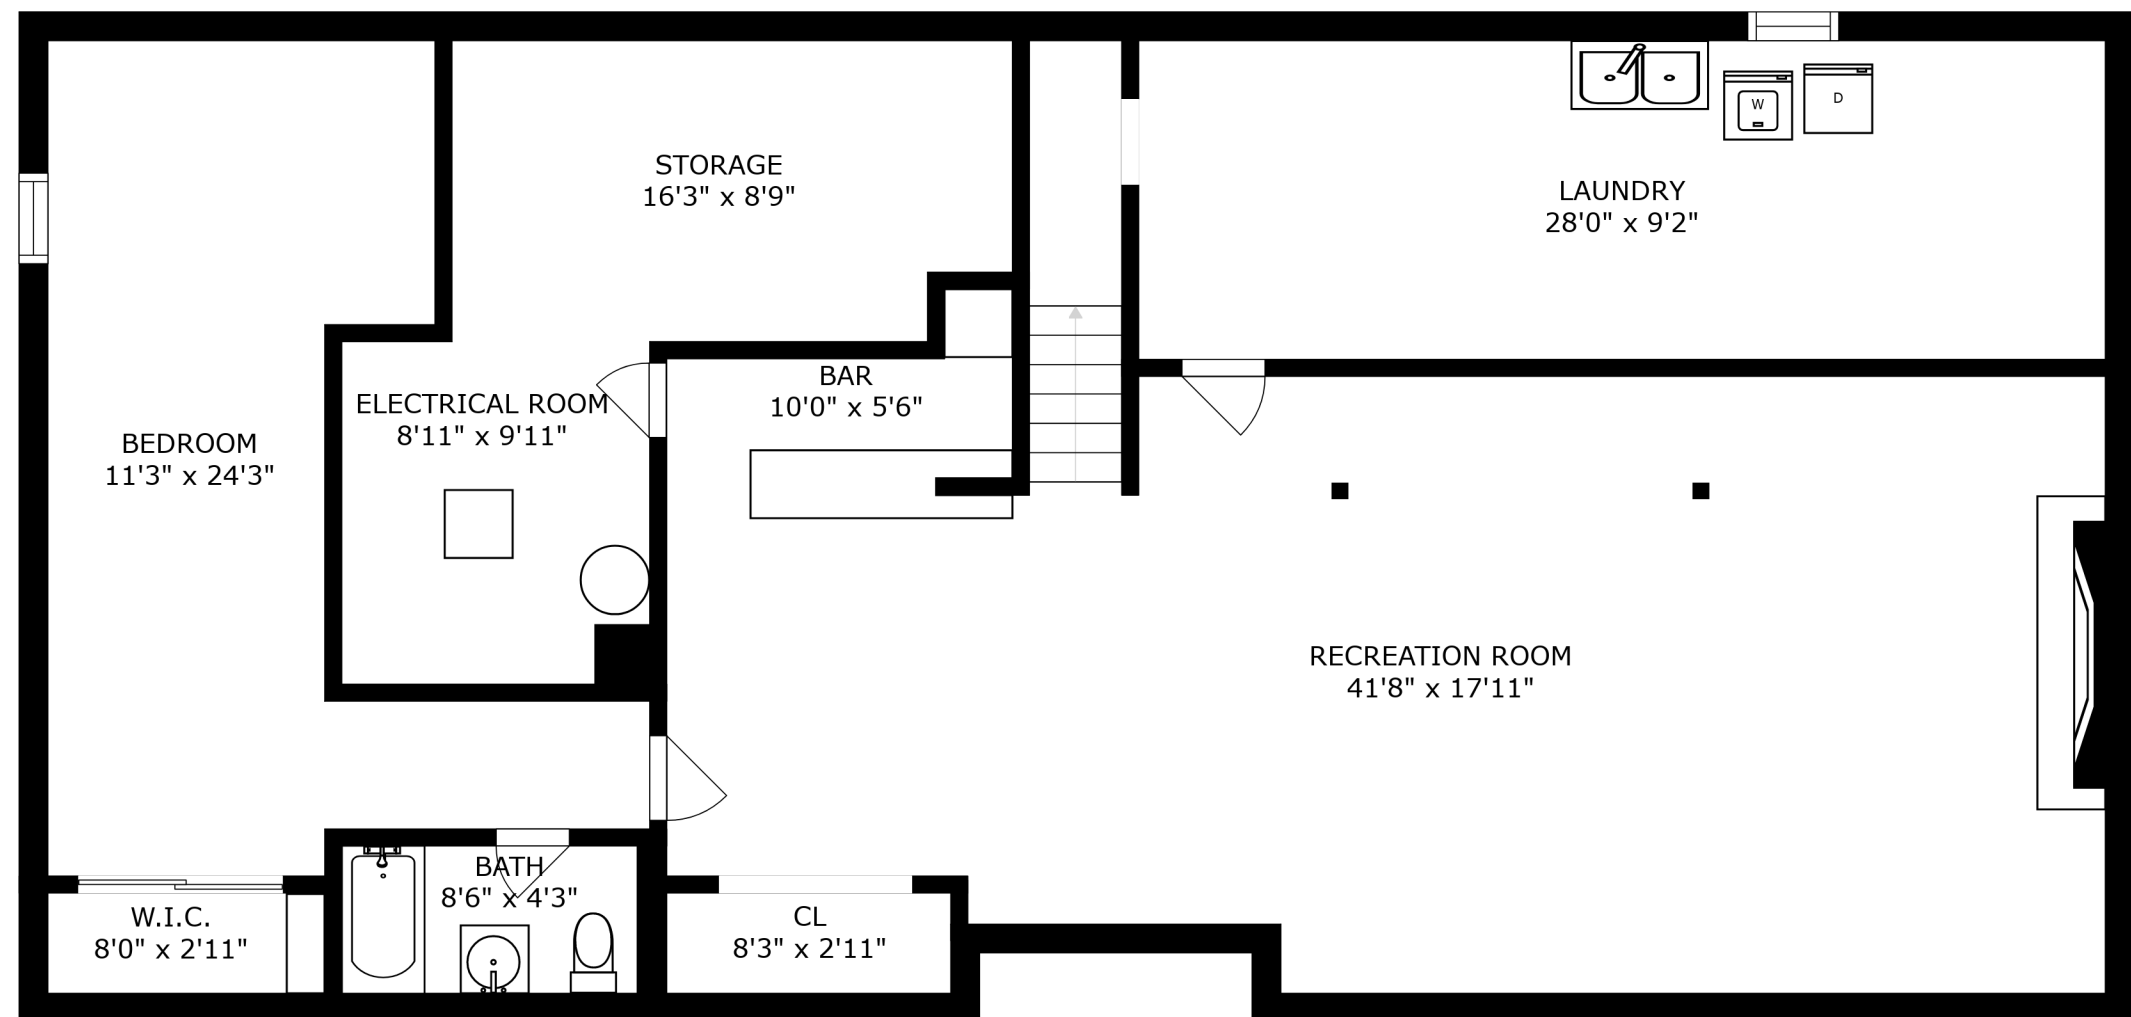 STORAGE
16'3" x 8'9"
W
D
LAUNDRY
28'0" x 9'2"
BAR
10'0" x 5'6"
ELECTRICAL ROOM
8'11" x 9'11"
BEDROOM
11'3" x 24'3"
RECREATION ROOM
41'8" x 17'11"
BATH
8'6" x 4'3"
W.I.C.
8'0" x 2'11"
CL
8'3" x 2'11"